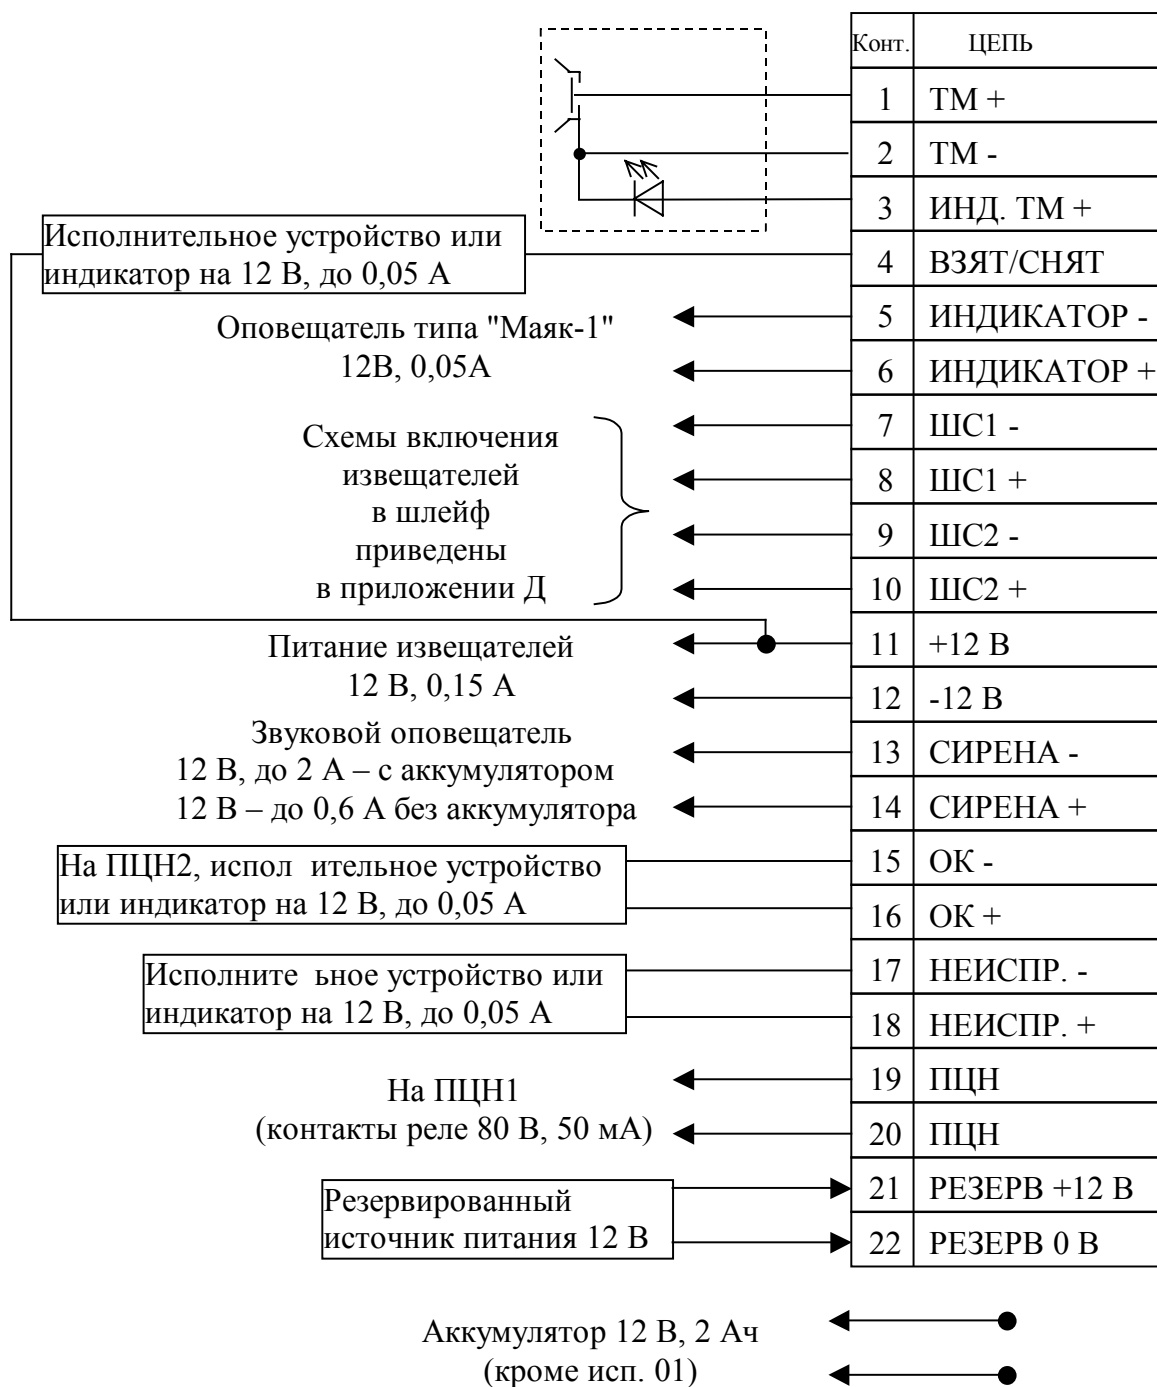 Конт. ЦЕПЬ
1 ТМ +
2 ТМ -
3 ИНД. ТМ +
Исполнительное устройство или
индикатор на 12 В, до 0,05 А
4 ВЗЯТ/СНЯТ
Оповещатель типа "Маяк-1"
12В, 0,05А
5 ИНДИКАТОР -
6 ИНДИКАТОР +
Схемы включения
извещателей
в шлейф
приведены
в приложении Д
7 ШС1 -
8 ШС1 +
9 ШС2 -
10 ШС2 +
Питание извещателей
12 В, 0,15 А
11 +12 В
12 -12 В
Звуковой оповещатель
12 В, до 2 А – с аккумулятором
12 В – до 0,6 А без аккумулятора
13 СИРЕНА -
14 СИРЕНА +
На ПЦН2, испол ительное устройство
или индикатор на 12 В, до 0,05 А
15 ОК -
16 ОК +
Исполните ьное устройство или
индикатор на 12 В, до 0,05 А
17 НЕИСПР. -
18 НЕИСПР. +
На ПЦН1
(контакты реле 80 В, 50 мА)
19 ПЦН
20 ПЦН
Резервированный
источник питания 12 В
21 РЕЗЕРВ +12 В
22 РЕЗЕРВ 0 В
Аккумулятор 12 В, 2 Ач
(кроме исп. 01)